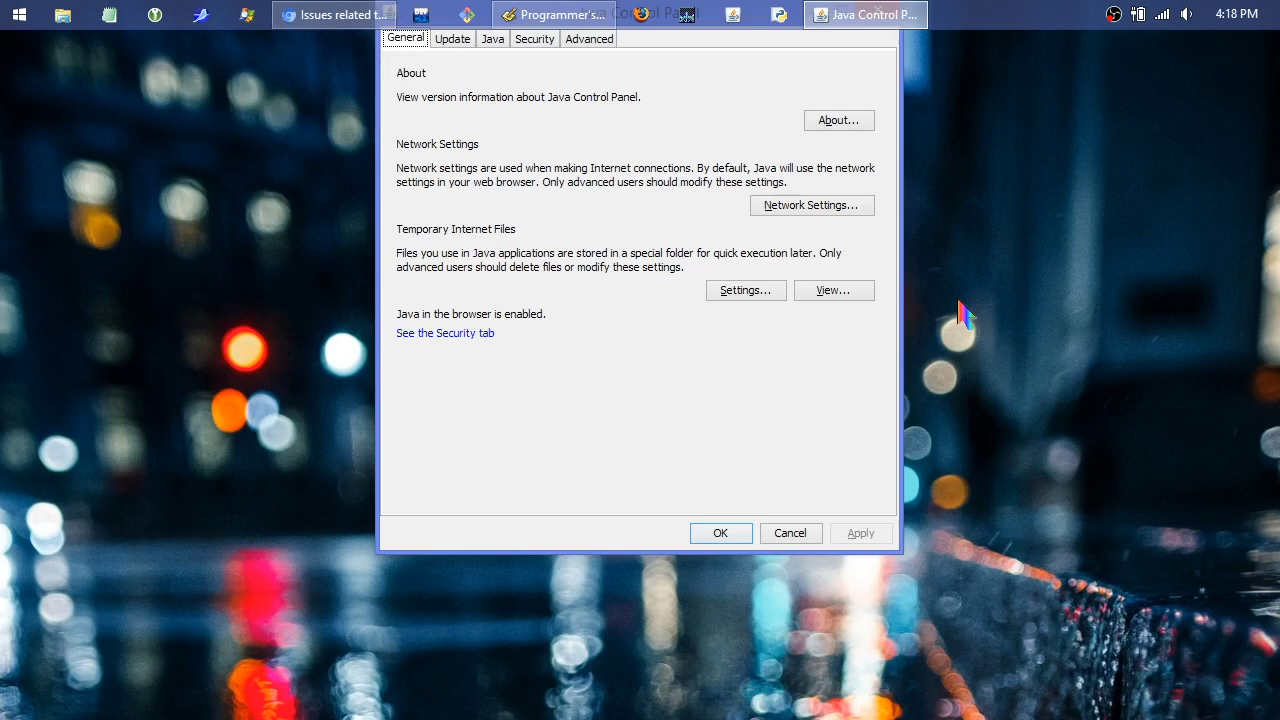 Issues related t...
Programmer's...
Java Control P...
4:18 PM
Java Control Panel
General
Update
Java
Security
Advanced
About
View version information about Java Control Panel.
About...
Network Settings
Network settings are used when making Internet connections. By default, Java will use the network
settings in your web browser. Only advanced users should modify these settings.
Network Settings...
Temporary Internet Files
Files you use in Java applications are stored in a special folder for quick execution later. Only
advanced users should delete files or modify these settings.
Settings...
View...
Java in the browser is enabled.
See the Security tab
OK
Cancel
Apply